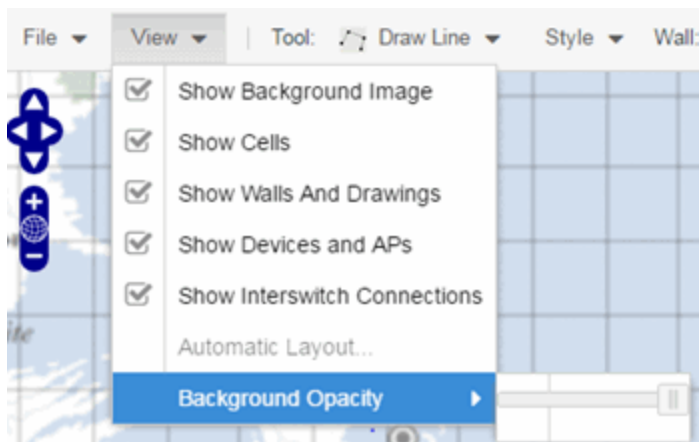 File View Tool: Draw Line Style Wall:
Show Background Image
Show Cells
Show Walls And Drawings
Show Devices and APs
Show Interswitch Connections
Automatic Layout...
Background Opacity